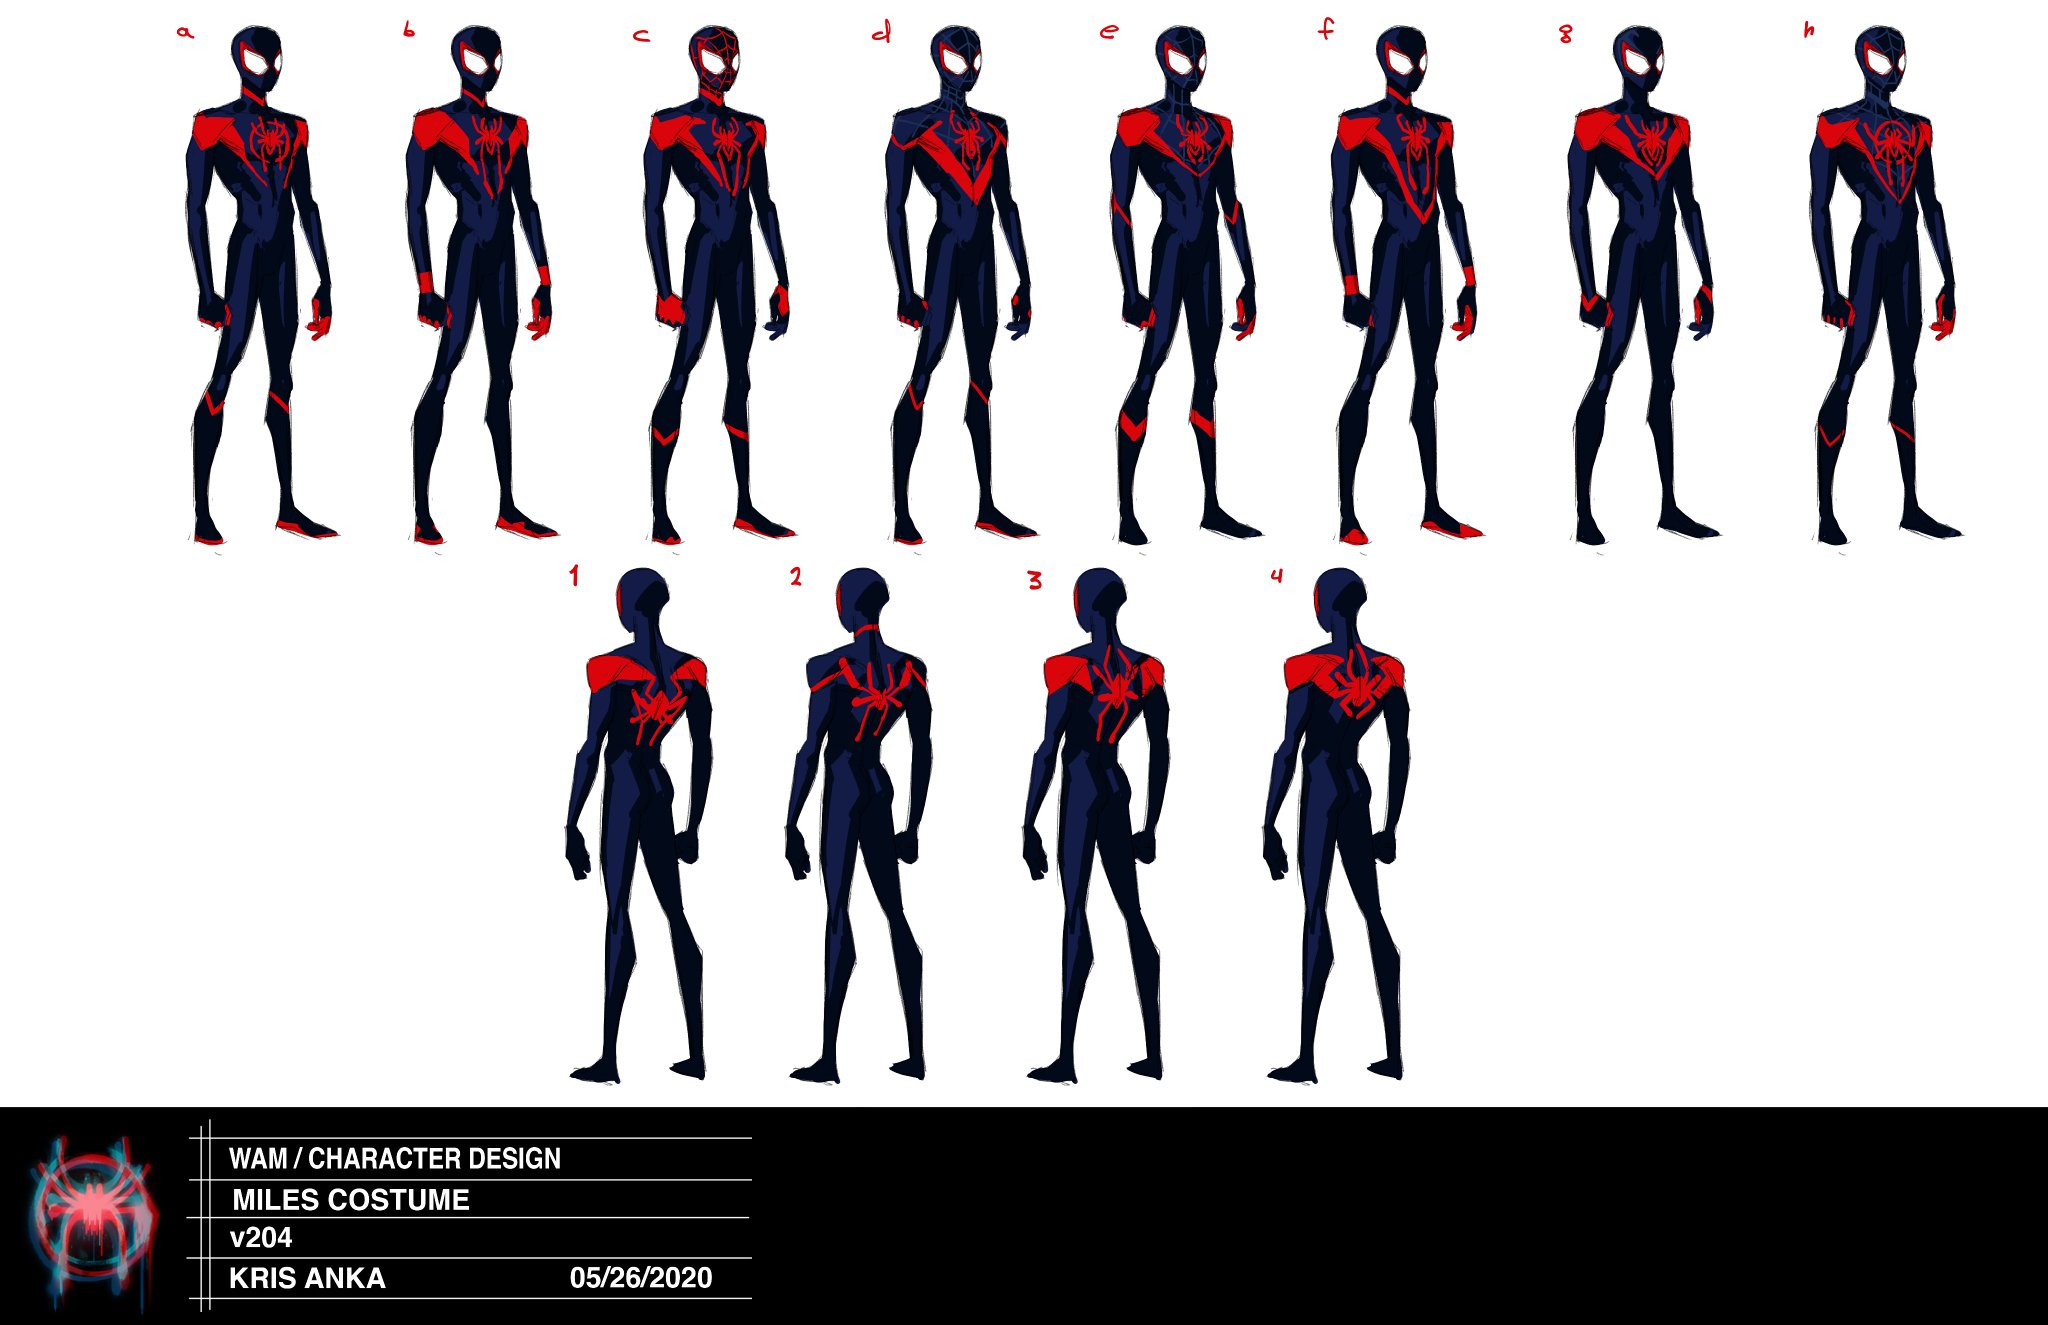 a b c d e f g h
1 2 3 4
WAM / CHARACTER DESIGN
MILES COSTUME
v204
KRIS ANKA 05/26/2020